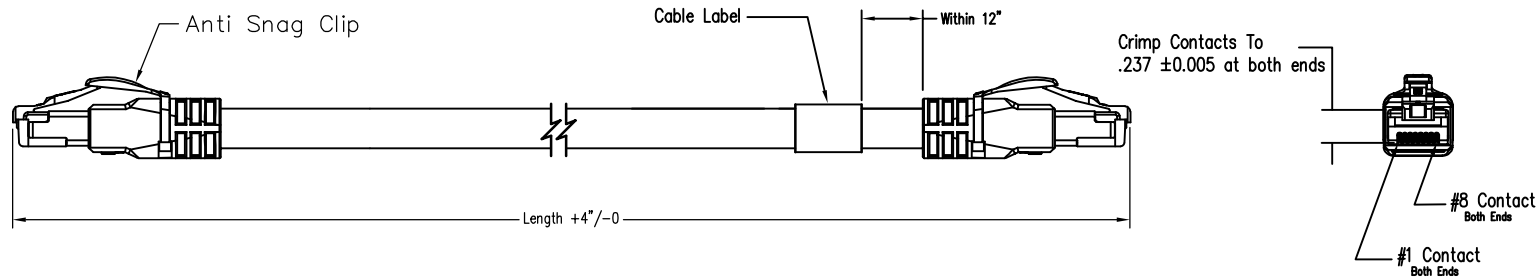 Anti Snag Clip
Cable Label
Within 12"
Crimp Contacts To
.237 ±0.005 at both ends
Length +4"/-0
#8 Contact
Both Ends
#1 Contact
Both Ends